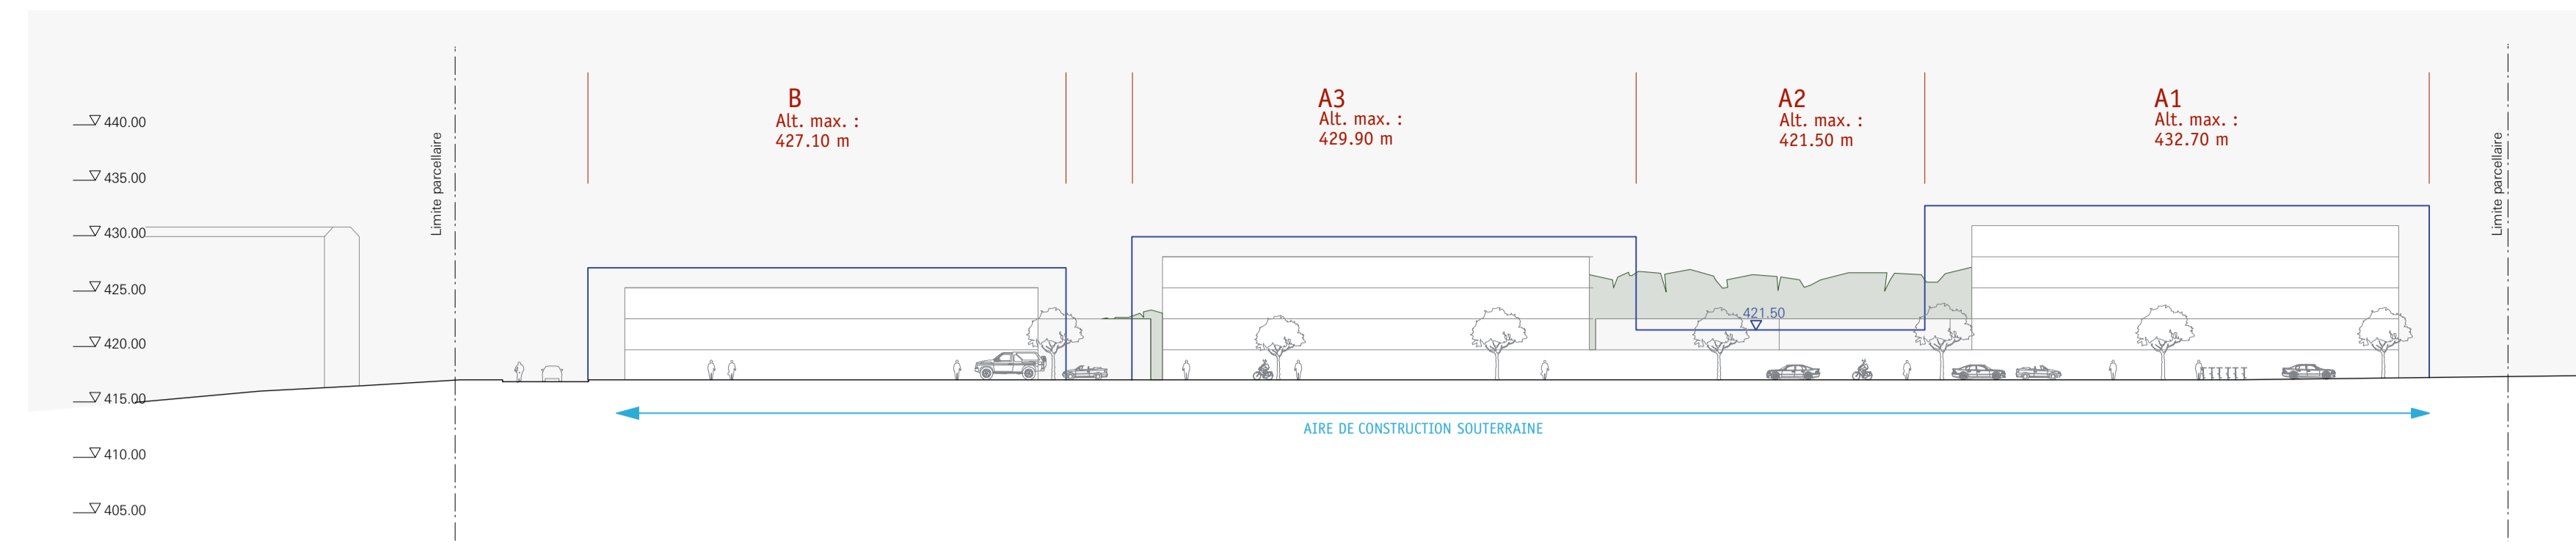 B
Alt. max. :
427.10 m
A3
Alt. max. :
429.90 m
A2
Alt. max. :
421.50 m
A1
Alt. max. :
432.70 m
440.00
435.00
430.00
425.00
420.00
415.00
410.00
405.00
Limite parcellaire
421.50
Limite parcellaire
AIRE DE CONSTRUCTION SOUTERRAINE